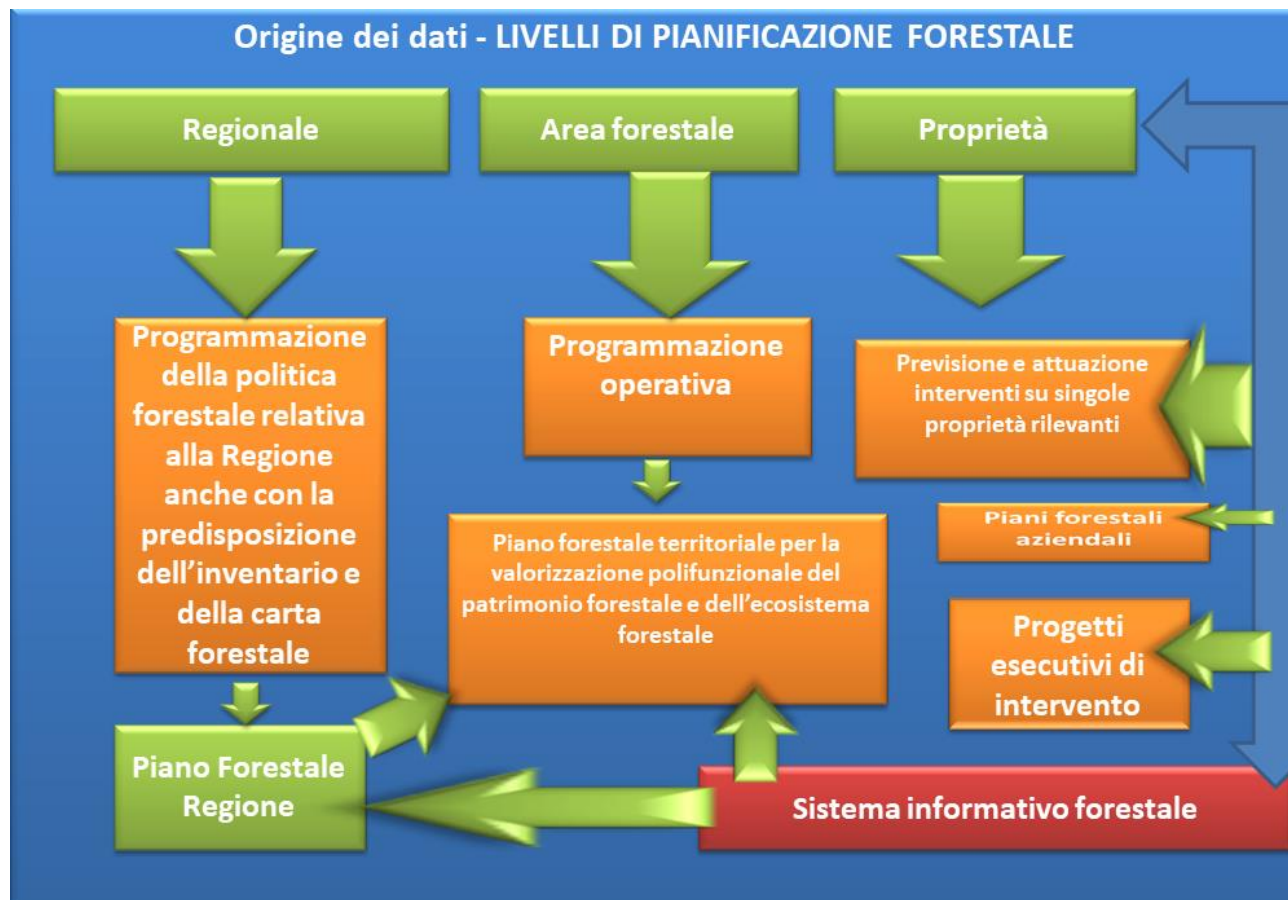 Origine dei dati - LIVELLI DI PIANIFICAZIONE FORESTALE
Regionale
Area forestale
Proprietà
Programmazione
della politica
forestale relativa
alla Regione
anche con la
predisposizione
dell’inventario e
della carta
forestale
Programmazione
operativa
Previsione e attuazione
interventi su singole
proprietà rilevanti
Piano forestale territoriale per la
valorizzazione polifunzionale del
patrimonio forestale e dell’ecosistema
forestale
Piani forestali
aziendali
Progetti
esecutivi di
intervento
Piano Forestale
Regione
Sistema informativo forestale